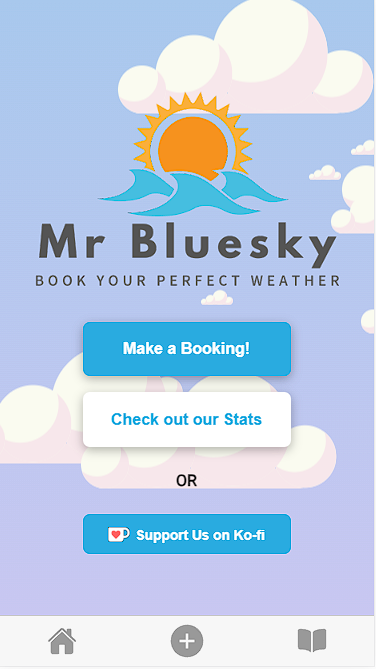 Mr Bluesky
BOOK YOUR PERFECT WEATHER
Make a Booking!
Check out our Stats
OR
Support Us on Ko-fi